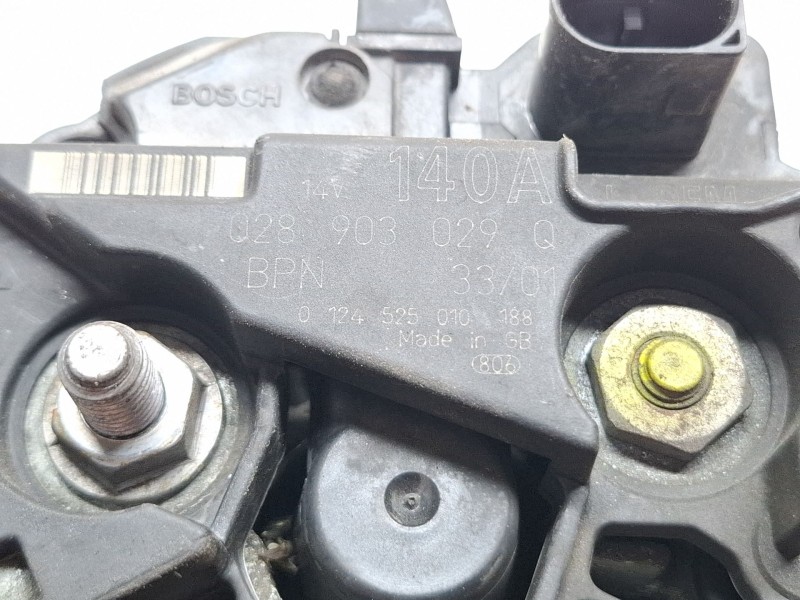 BOSCH
14V 140A
028 903 029 Q
BPN 33/01
0 124 525 010 188
Made in GB
806